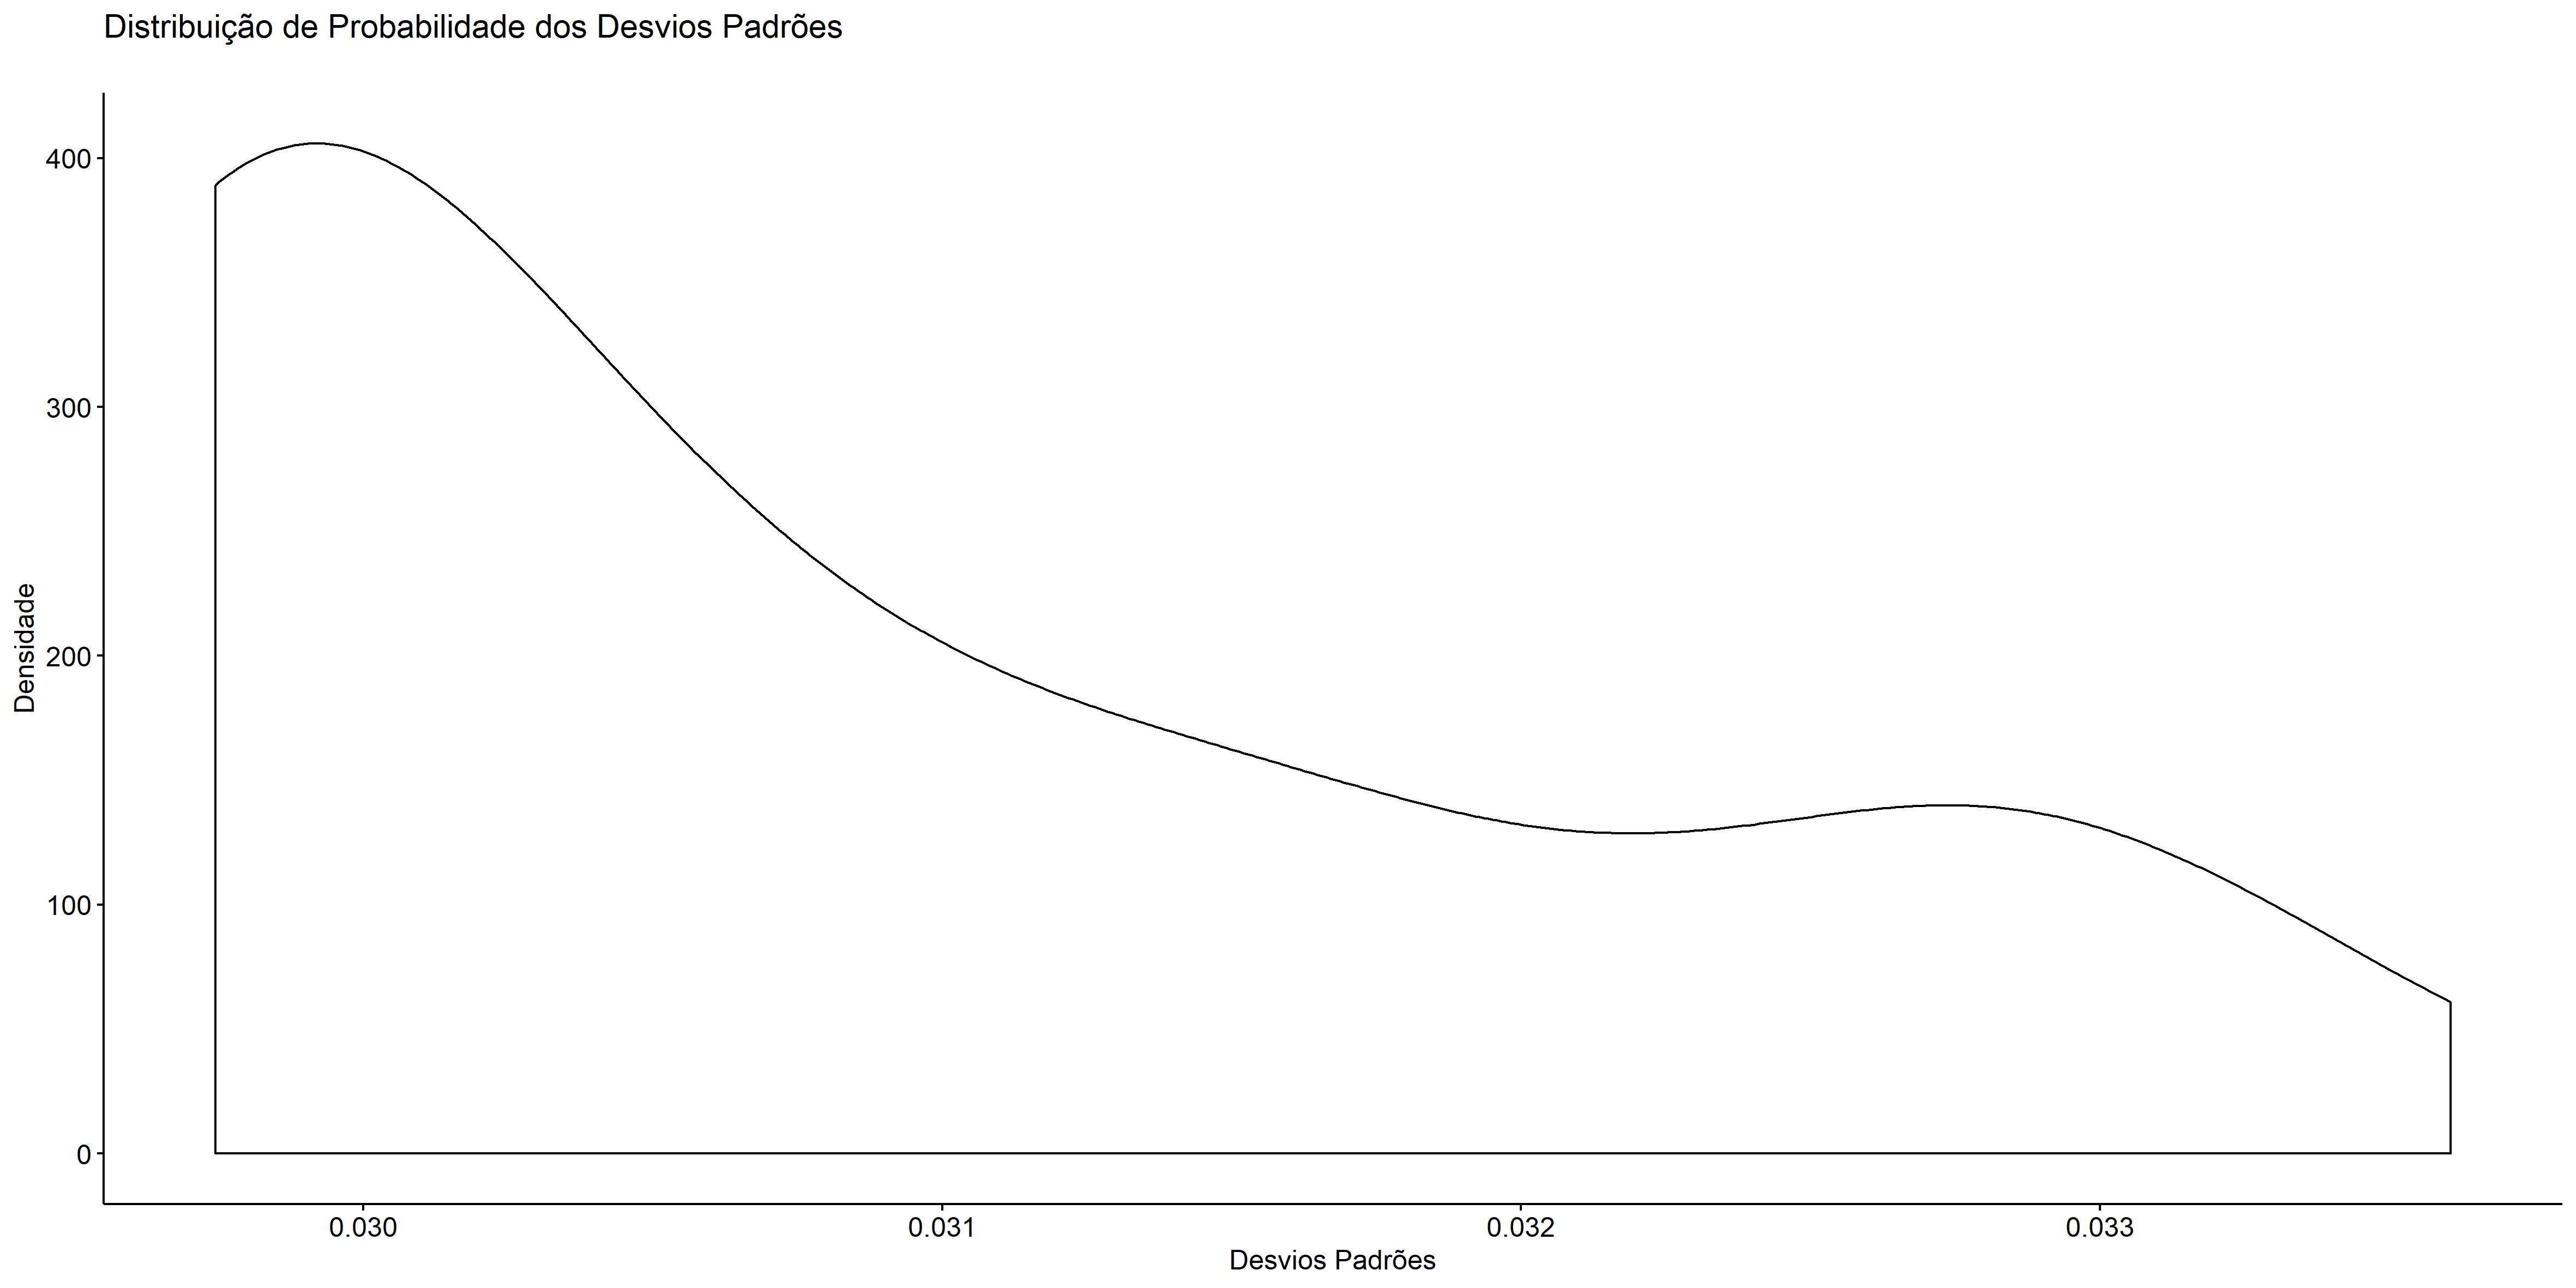 Distribuição de Probabilidade dos Desvios Padrões
400
300
200
100
0
Densidade
0.030 0.031 0.032 0.033
Desvios Padrões